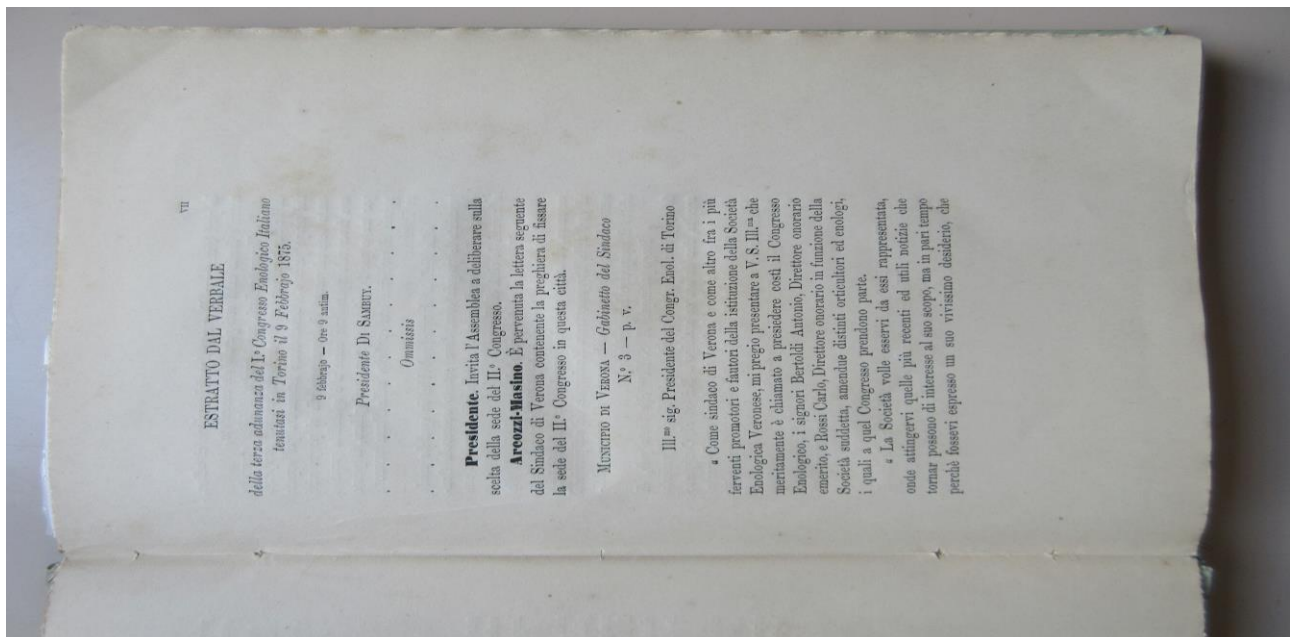 VII
ESTRATTO DAL VERBALE
della terza adunanza del I.º Congresso Enologico Italiano
tenutasi in Torino il 9 Febbrajo 1875.
9 febbrajo — Ore 9 antim.
Presidente DI SAMBUY.
. . . . . . . . .
Ommissis
. . . . . . . . .
Presidente. Invita l'Assemblea a deliberare sulla
scelta della sede del II.º Congresso.
Arcozzi-Masino. È pervenuta la lettera seguente
del Sindaco di Verona contenente la preghiera di fissare
la sede del II.º Congresso in questa città.
MUNICIPIO DI VERONA — Gabinetto del Sindaco
N.º 3 — p. v.
Ill.mo sig. Presidente del Congr. Enol. di Torino
« Come sindaco di Verona e come altro fra i più
ferventi promotori e fautori della istituzione della Società
Enologica Veronese, mi pregio presentare a V. S. Ill.ma che
meritamente è chiamato a presiedere costì il Congresso
Enologico, i signori Bertoldi Antonio, Direttore onorario
emerito, e Rossi Carlo, Direttore onorario in funzione della
Società suddetta, amendue distinti orticultori ed enologi,
i quali a quel Congresso prendono parte.
« La Società volle esservi da essi rappresentata,
onde attingervi quelle più recenti ed utili notizie che
tornar possono di interesse al suo scopo, ma in pari tempo
perchè fossevi espresso un suo vivissimo desiderio, che